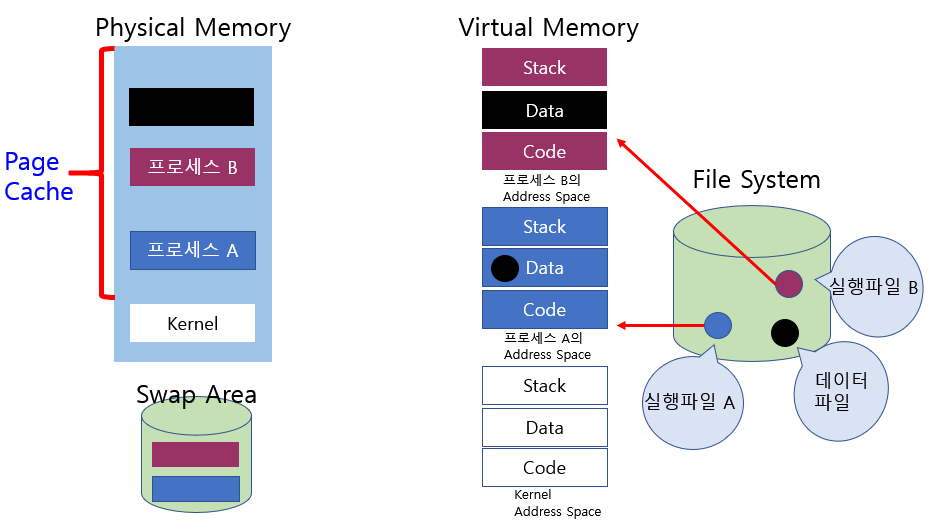 Physical Memory
Page
Cache
프로세스 B
프로세스 A
Kernel
Swap Area
Virtual Memory
Stack
Data
Code
프로세스 B의
Address Space
Stack
Data
Code
프로세스 A의
Address Space
Stack
Data
Code
Kernel
Address Space
File System
실행파일 B
실행파일 A
데이터
파일